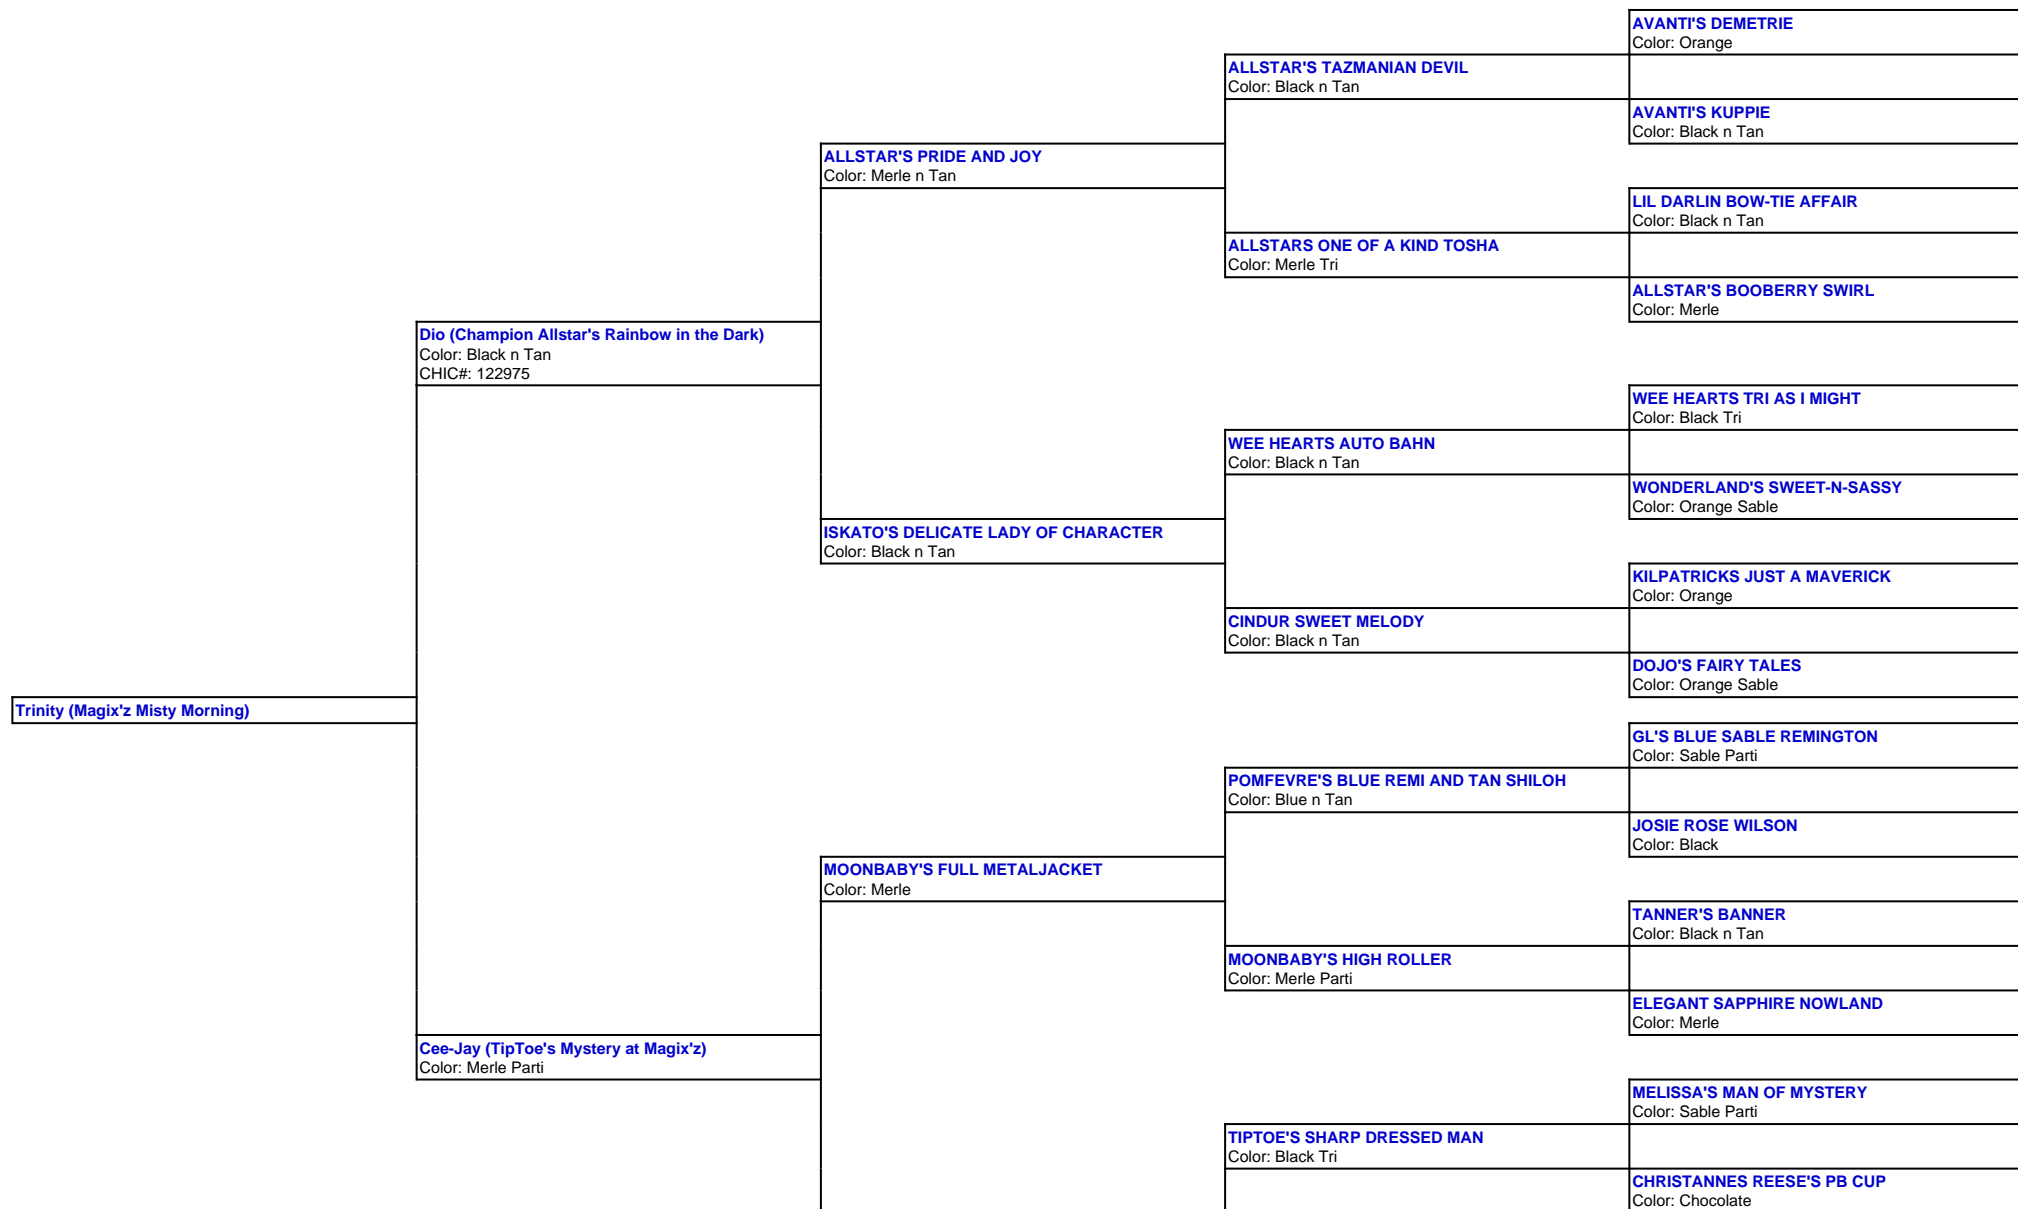 AVANTI'S DEMETRIE
Color: Orange
ALLSTAR'S TAZMANIAN DEVIL
Color: Black n Tan
AVANTI'S KUPPIE
Color: Black n Tan
ALLSTAR'S PRIDE AND JOY
Color: Merle n Tan
LIL DARLIN BOW-TIE AFFAIR
Color: Black n Tan
ALLSTARS ONE OF A KIND TOSHA
Color: Merle Tri
ALLSTAR'S BOOBERRY SWIRL
Color: Merle
Dio (Champion Allstar's Rainbow in the Dark)
Color: Black n Tan
CHIC#: 122975
WEE HEARTS TRI AS I MIGHT
Color: Black Tri
WEE HEARTS AUTO BAHN
Color: Black n Tan
WONDERLAND'S SWEET-N-SASSY
Color: Orange Sable
ISKATO'S DELICATE LADY OF CHARACTER
Color: Black n Tan
KILPATRICKS JUST A MAVERICK
Color: Orange
CINDUR SWEET MELODY
Color: Black n Tan
DOJO'S FAIRY TALES
Color: Orange Sable
Trinity (Magix'z Misty Morning)
GL'S BLUE SABLE REMINGTON
Color: Sable Parti
POMFEVRE'S BLUE REMI AND TAN SHILOH
Color: Blue n Tan
JOSIE ROSE WILSON
Color: Black
MOONBABY'S FULL METALJACKET
Color: Merle
TANNER'S BANNER
Color: Black n Tan
MOONBABY'S HIGH ROLLER
Color: Merle Parti
ELEGANT SAPPHIRE NOWLAND
Color: Merle
Cee-Jay (TipToe's Mystery at Magix'z)
Color: Merle Parti
MELISSA'S MAN OF MYSTERY
Color: Sable Parti
TIPTOE'S SHARP DRESSED MAN
Color: Black Tri
CHRISTANNES REESE'S PB CUP
Color: Chocolate